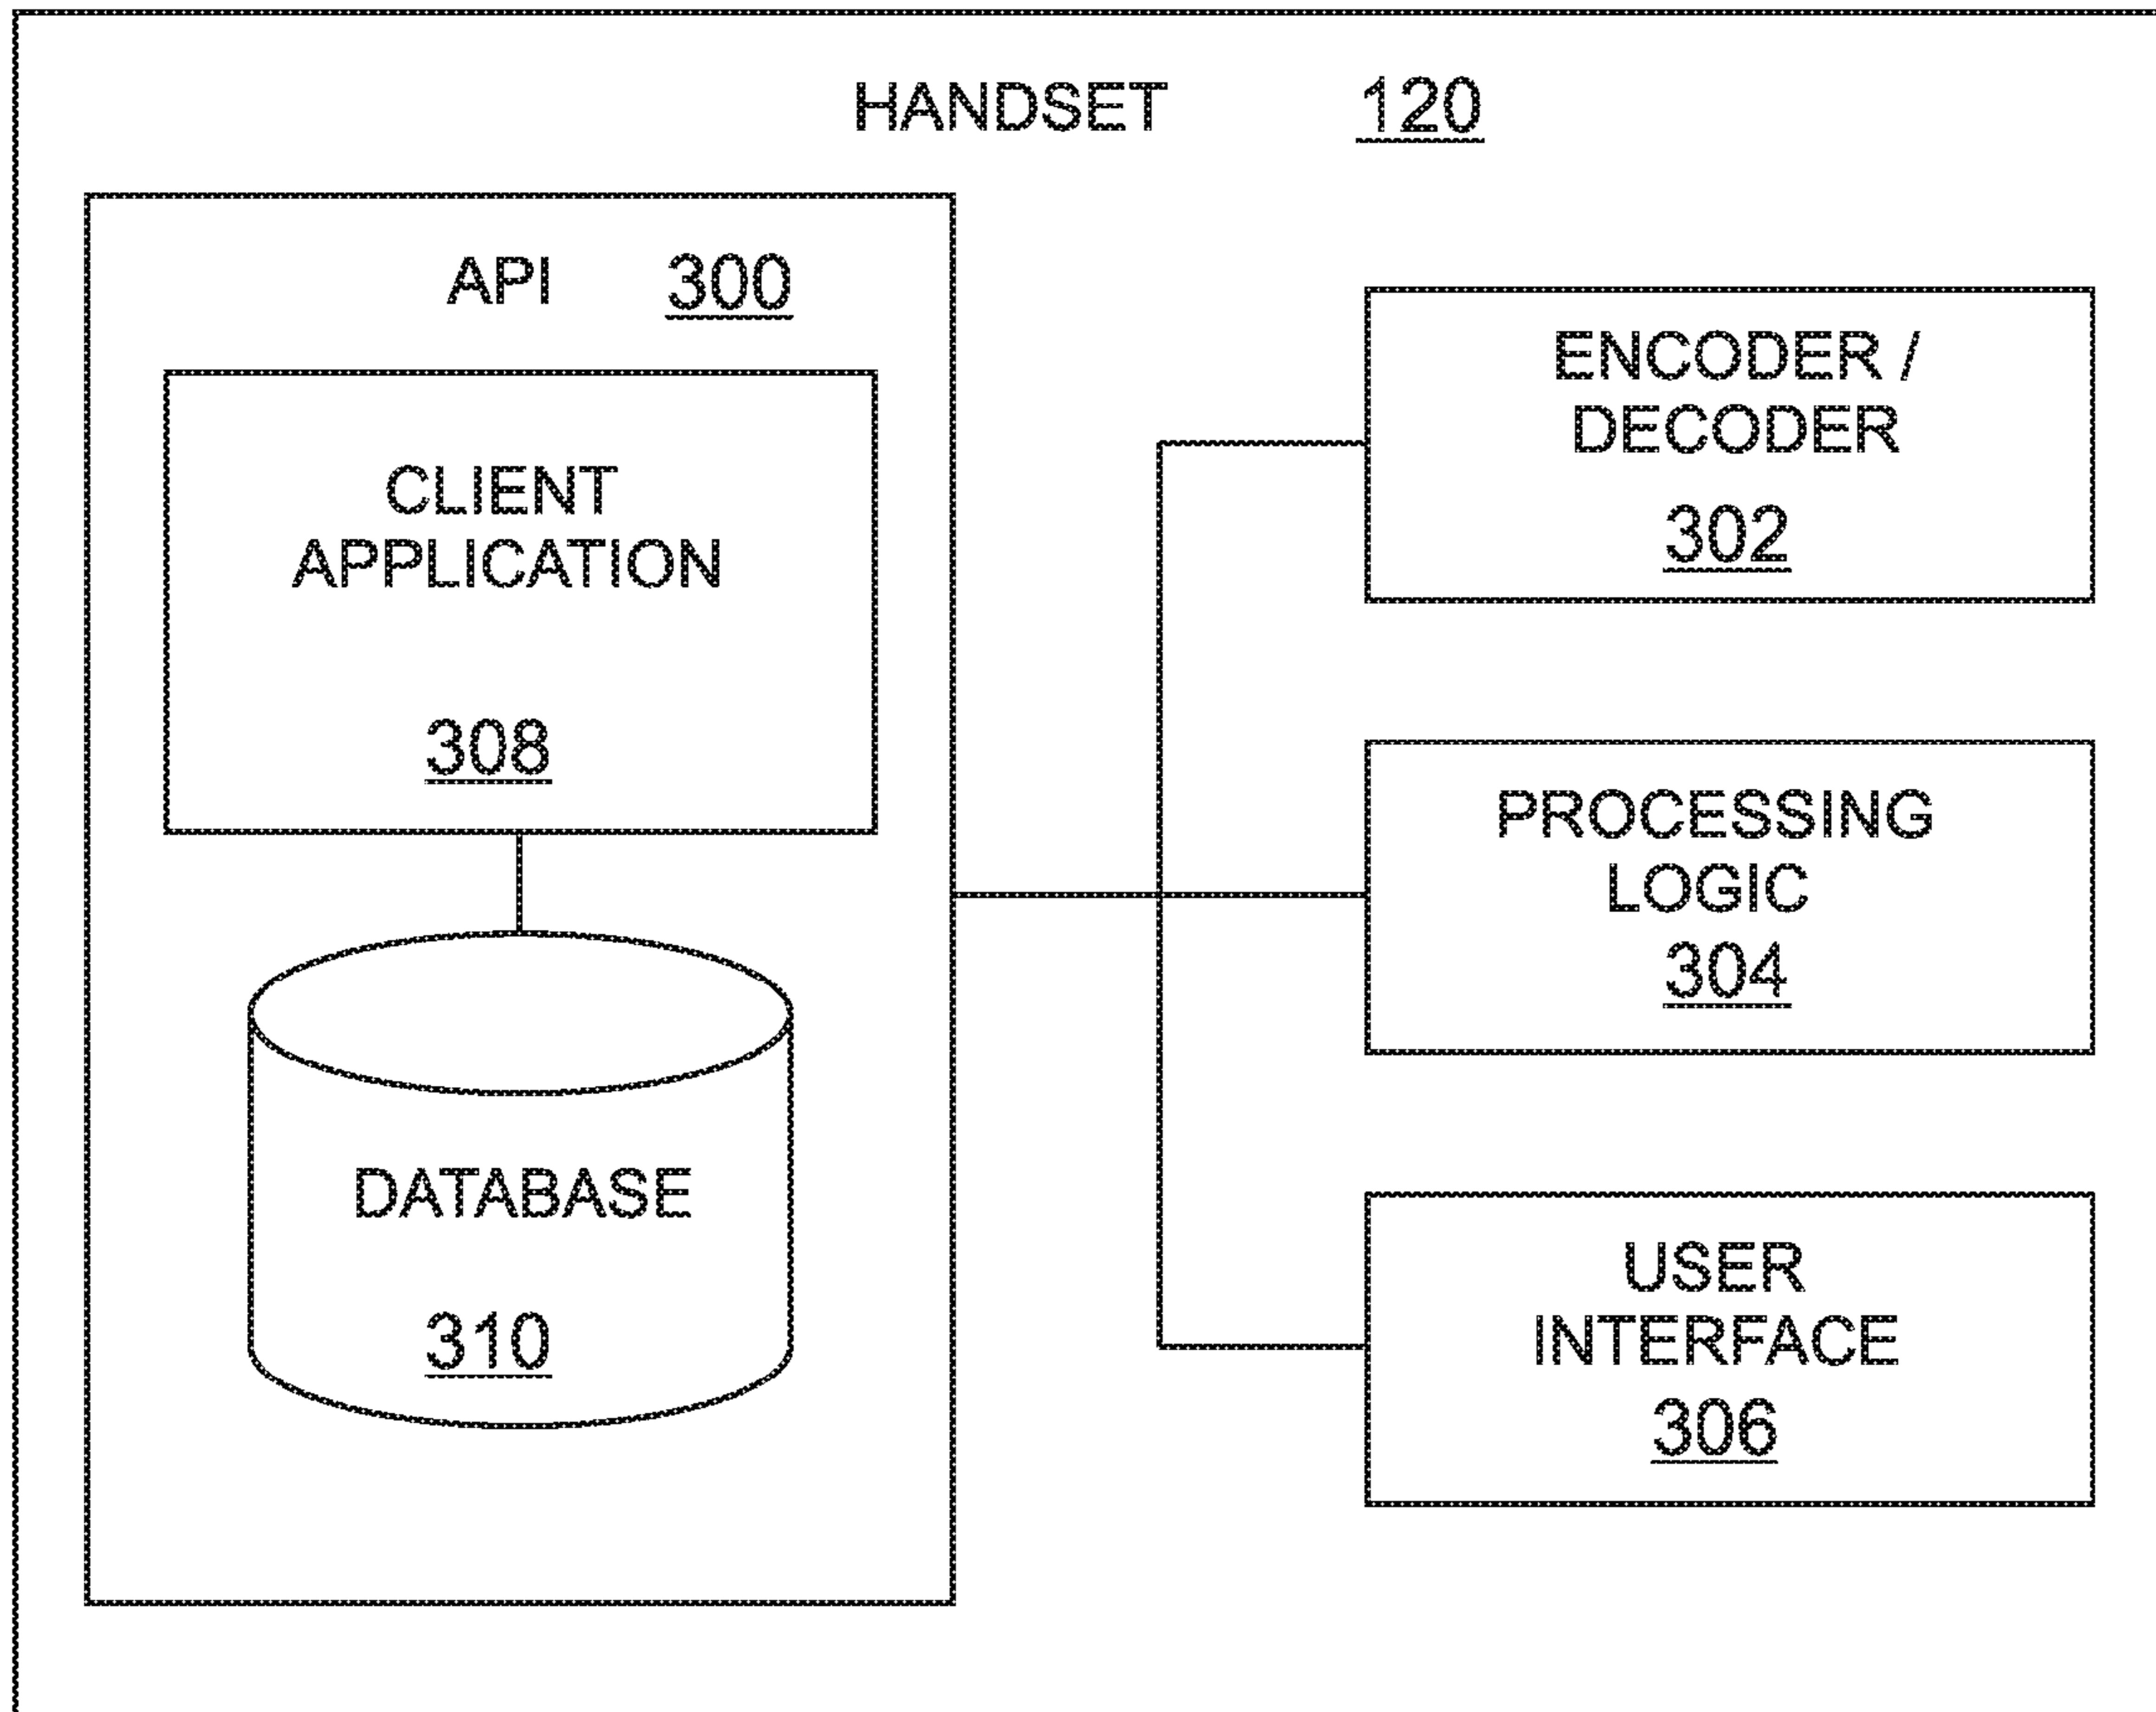 HANDSET 120
API 300
CLIENT
APPLICATION
308
DATABASE
310
ENCODER /
DECODER
302
PROCESSING
LOGIC
304
USER
INTERFACE
306